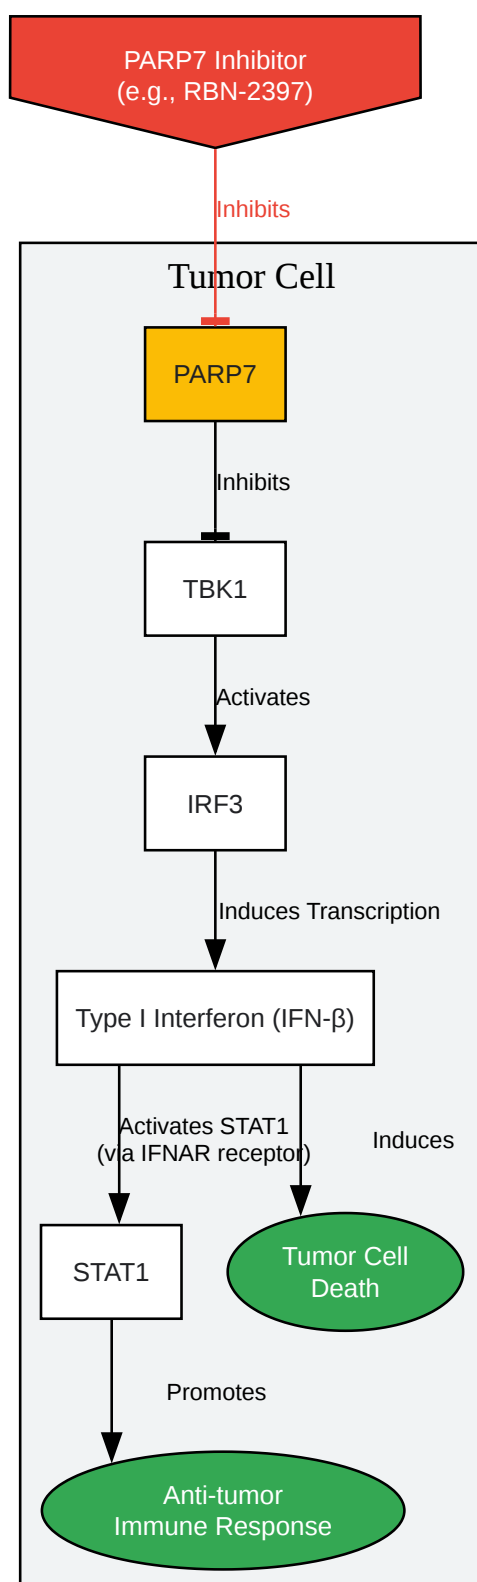 PARP7 Inhibitor
(e.g., RBN-2397)
Inhibits
Tumor Cell
PARP7
Inhibits
TBK1
Activates
IRF3
Induces Transcription
Type I Interferon (IFN-β)
Activates STAT1
(via IFNAR receptor)
Induces
STAT1
Tumor Cell
Death
Promotes
Anti-tumor
Immune Response